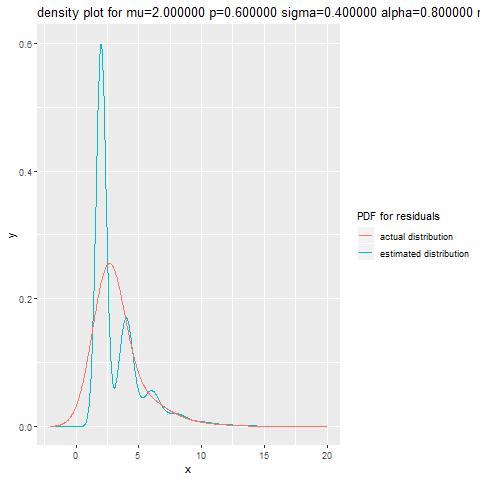 density plot for mu=2.000000 p=0.600000 sigma=0.400000 alpha=0.800000
0.6
0.4
0.2
0.0
y
0 5 10 15 20
x
PDF for residuals
actual distribution
estimated distribution